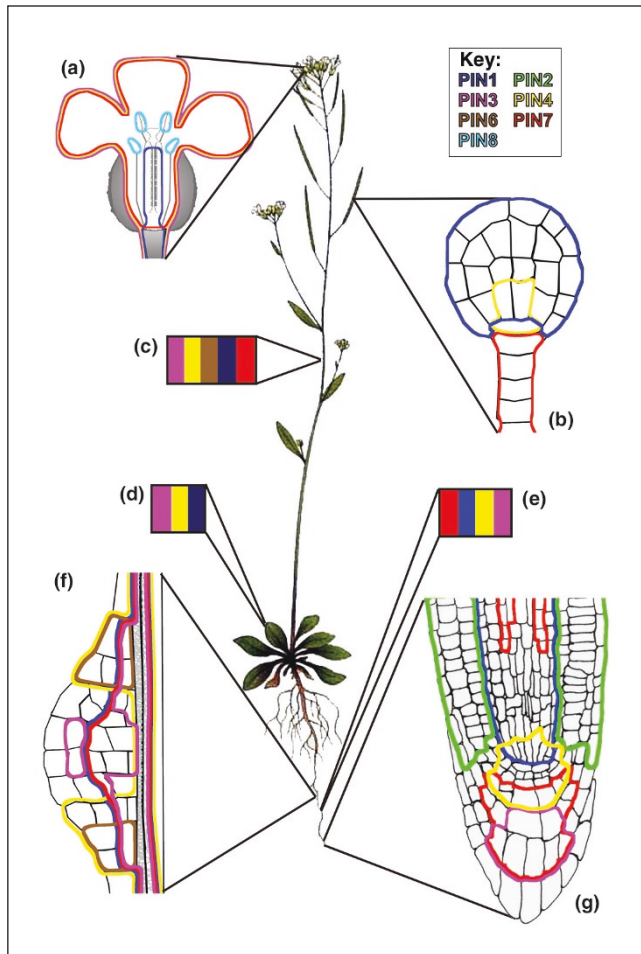 (a)
Key:
PIN1 PIN2
PIN3 PIN4
PIN6 PIN7
PIN8
(c)
(b)
(d)
(e)
(f)
(g)